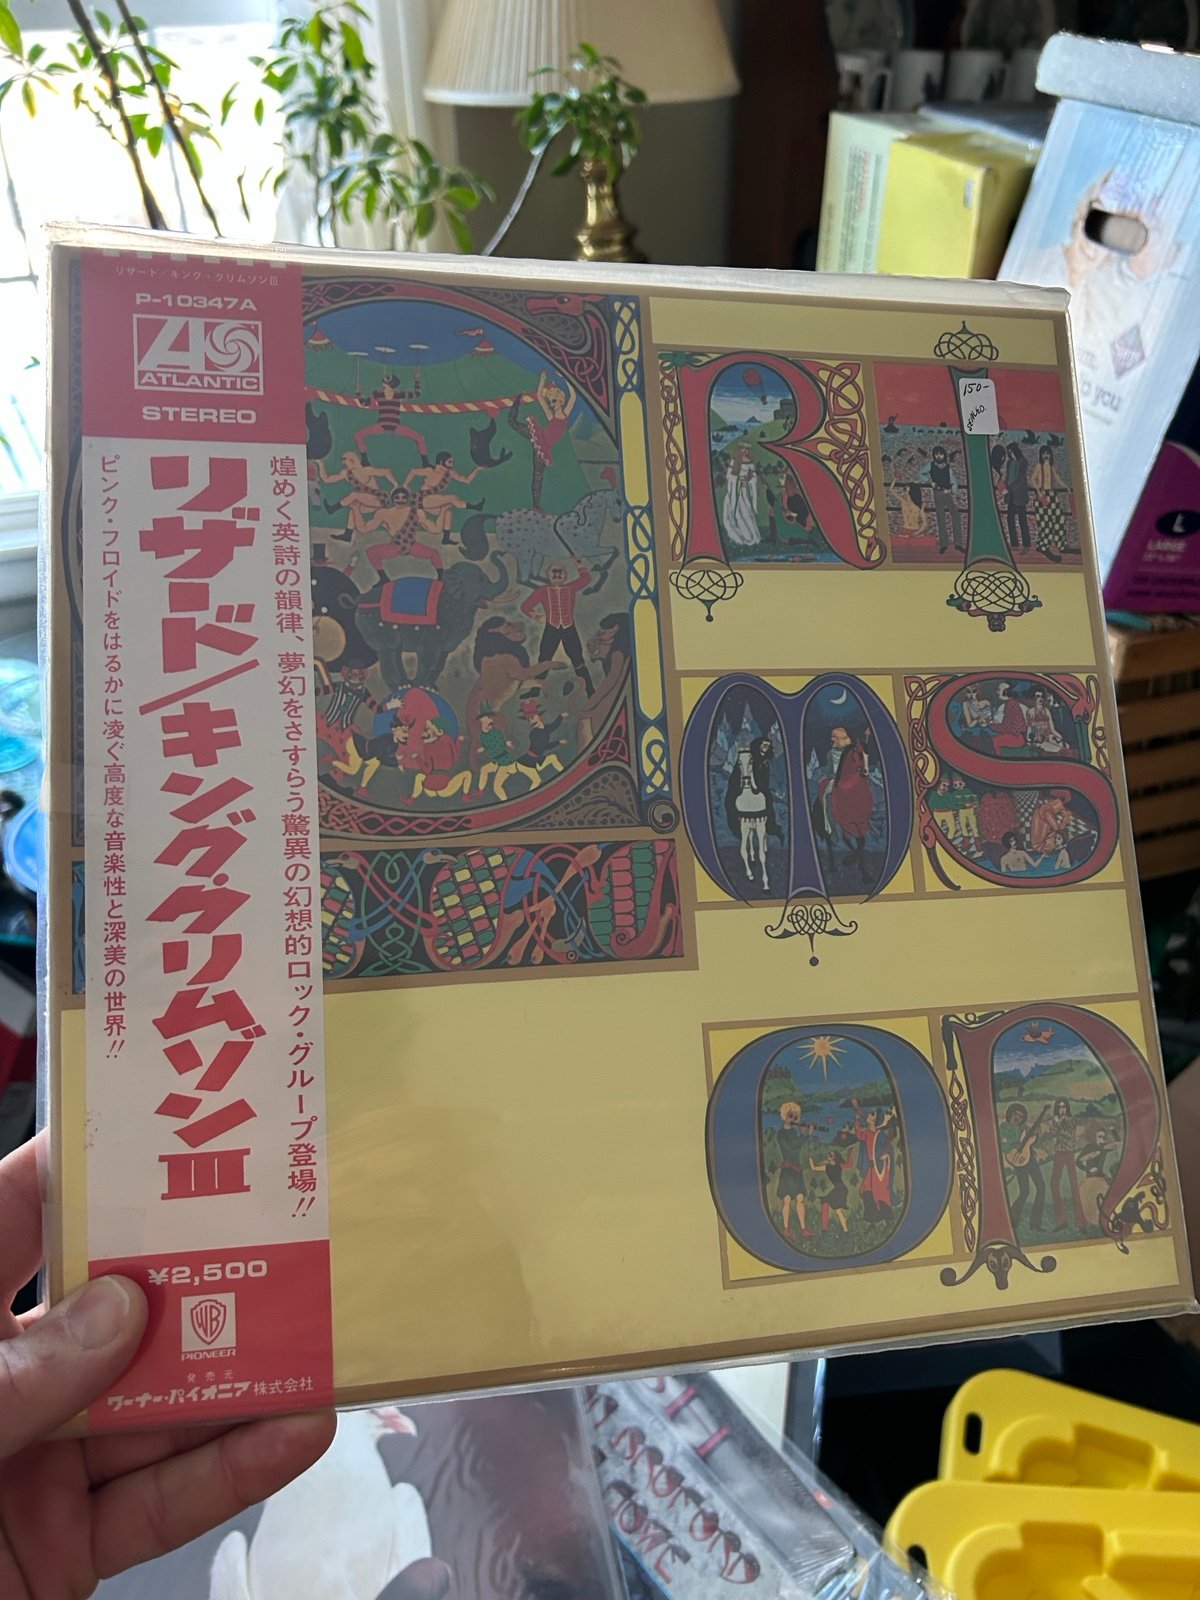 リザード/キング・クリムゾンIII
P-10347A
ATLANTIC
STEREO
煌めく英詩の韻律、夢幻をさすらう驚異の幻想的ロック・グループ登場!!
リザード/キング・クリムゾンIII
ピンク・フロイドをはるかに凌ぐ高度な音楽性と深美の世界!!
¥2,500
WB
PIONEER
発売元
ワーナー・パイオニア株式会社
RIMSON
150-
SEALED.
to you
L
LARGE